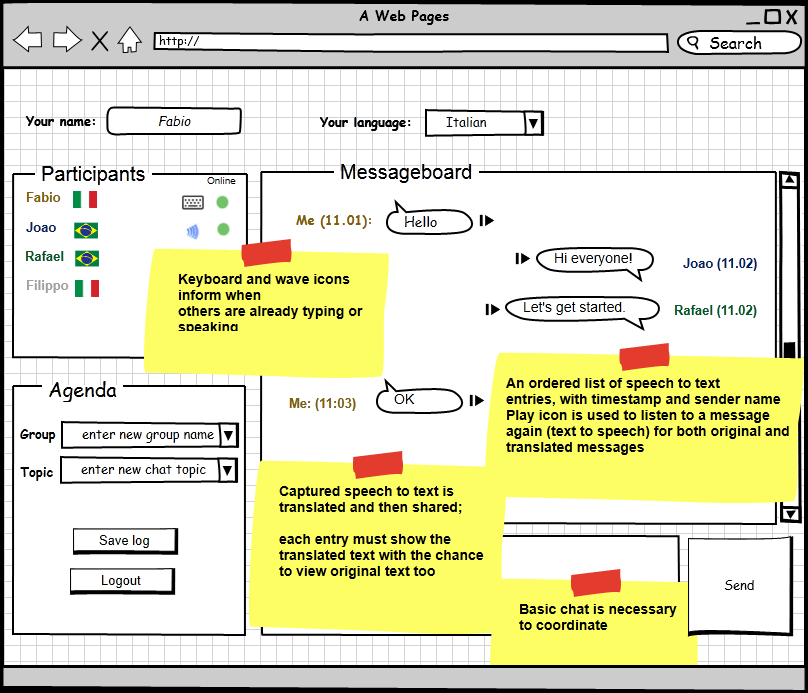 A Web Pages
http://
Search
Your name: Fabio
Your language: Italian
Participants
Online
Fabio
Joao
Rafael
Filippo
Keyboard and wave icons
inform when
others are already typing or
speaking
Agenda
Group enter new group name
Topic enter new chat topic
Save log
Logout
Messageboard
Me (11.01): Hello
Hi everyone! Joao (11.02)
Let's get started. Rafael (11.02)
Me: (11:03) OK
An ordered list of speech to text
entries, with timestamp and sender name
Play icon is used to listen to a message
again (text to speech) for both original and
translated messages
Captured speech to text is
translated and then shared;
each entry must show the
translated text with the chance
to view original text too
Basic chat is necessary
to coordinate
Send